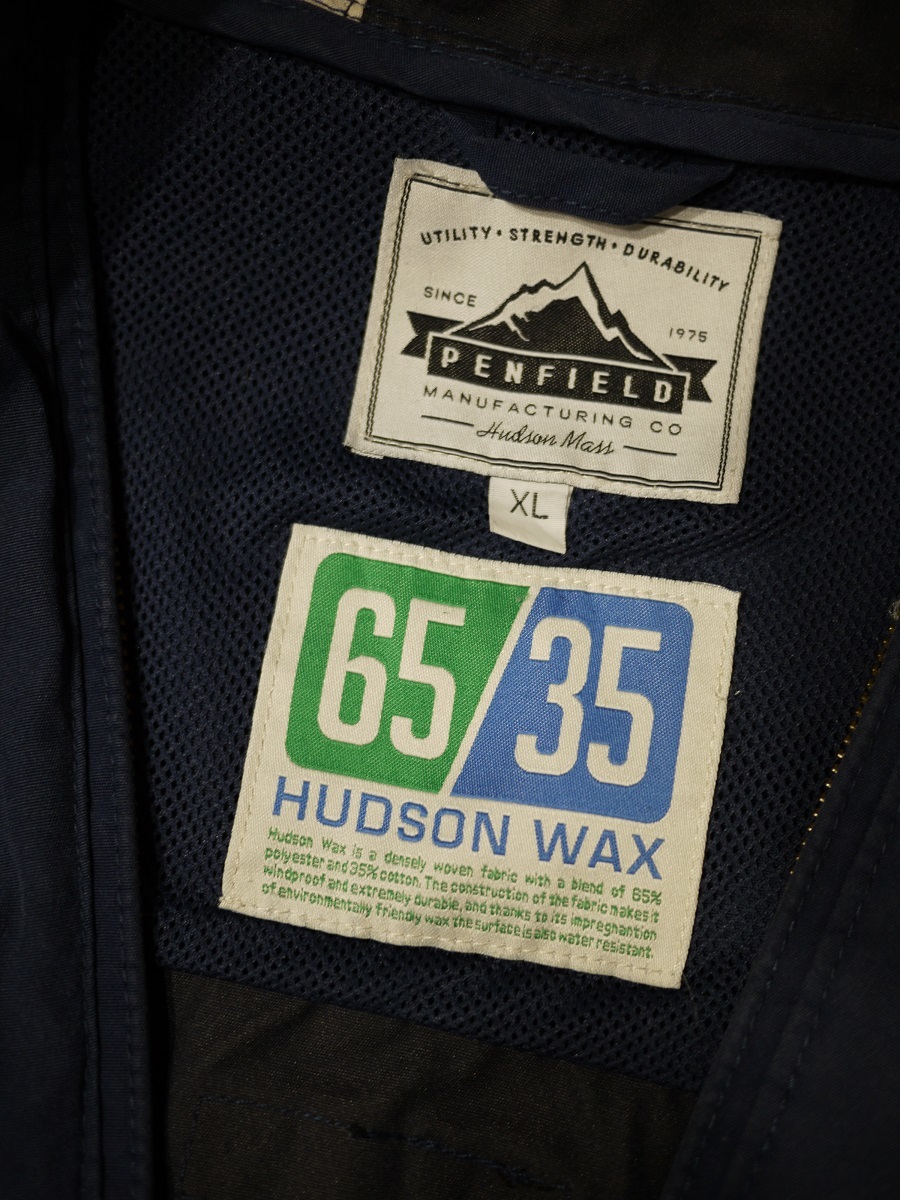 UTILITY • STRENGTH • DURABILITY
SINCE 1975
PENFIELD
MANUFACTURING CO
Hudson Mass
XL
65 35
HUDSON WAX
Hudson Wax is a densely woven fabric with a blend of 65%
polyester and 35% cotton. The construction of the fabric makes it
windproof and extremely durable, and thanks to its impregnantion
of environmentally friendly wax the surface is also water resistant.